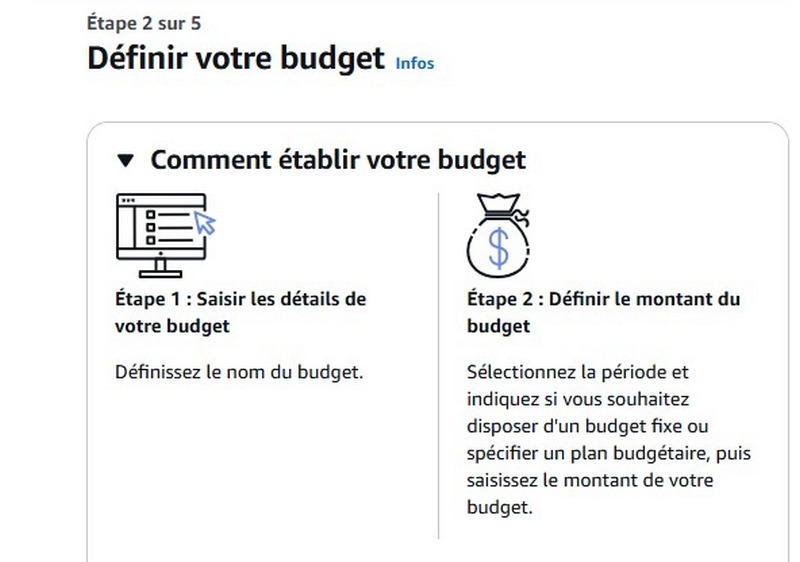 Étape 2 sur 5
Définir votre budget Infos
Comment établir votre budget
$
Étape 1 : Saisir les détails de
votre budget
Définissez le nom du budget.
Étape 2 : Définir le montant du
budget
Sélectionnez la période et
indiquez si vous souhaitez
disposer d'un budget fixe ou
spécifier un plan budgétaire, puis
saisissez le montant de votre
budget.